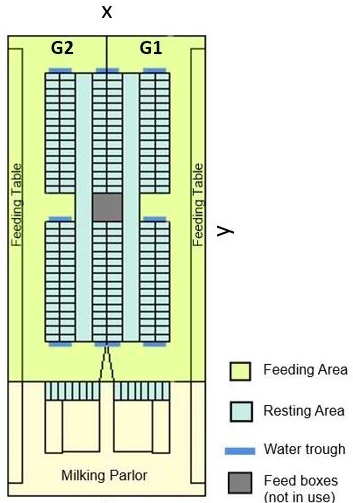 x
G2
G1
Feeding Table
Feeding Table
y
Feeding Area
Resting Area
Water trough
Feed boxes
(not in use)
Milking Parlor